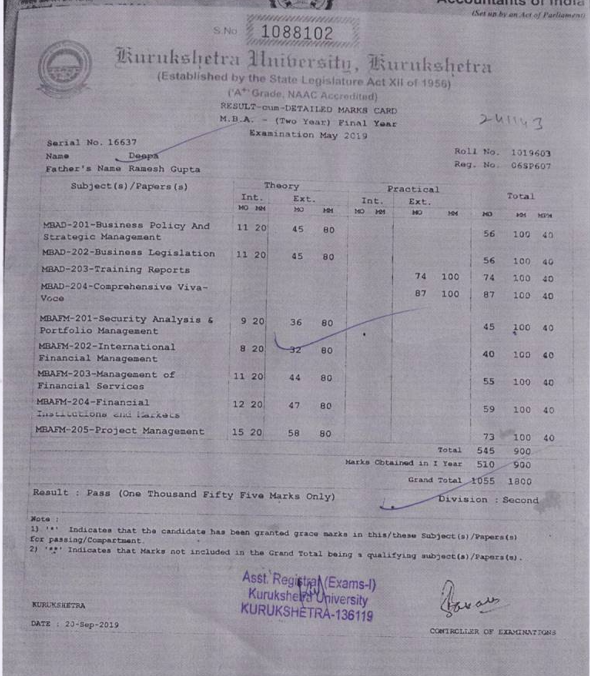 Accountants of India
(Set up by an Act of Parliament)
S.No 1088102
Kurukshetra University, Kurukshetra
(Established by the State Legislature Act XII of 1956)
('A+' Grade, NAAC Accredited)
RESULT-cum-DETAILED MARKS CARD
M.B.A. - (Two Year) Final Year
Examination May 2019
241143
Serial No. 16637
Roll No. 1019603
Name Deepa
Reg. No. 06SP607
Father's Name Ramesh Gupta
Subject(s)/Papers(s) Theory Practical Total
Int. Ext. Int. Ext.
MO MM MO MM MO MM MO MM MO MM MPM
MBAD-201-Business Policy And
Strategic Management 11 20 45 80 56 100 40
MBAD-202-Business Legislation 11 20 45 80 56 100 40
MBAD-203-Training Reports 74 100 74 100 40
MBAD-204-Comprehensive Viva-
Voce 87 100 87 100 40
MBAFM-201-Security Analysis &
Portfolio Management 9 20 36 80 45 100 40
MBAFM-202-International
Financial Management 8 20 32 80 40 100 40
MBAFM-203-Management of
Financial Services 11 20 44 80 55 100 40
MBAFM-204-Financial
Institutions and Markets 12 20 47 80 59 100 40
MBAFM-205-Project Management 15 20 58 80 73 100 40
Total 545 900
Marks Obtained in I Year 510 900
Grand Total 1055 1800
Result : Pass (One Thousand Fifty Five Marks Only) Division : Second
Note :
1) '*' Indicates that the candidate has been granted grace marks in this/these Subject(s)/Papers(s)
for passing/Compartment.
2) '**' Indicates that Marks not included in the Grand Total being a qualifying subject(s)/Papers(s).
Asst. Registrar (Exams-I)
Kurukshetra University
KURUKSHETRA-136119
KURUKSHETRA
DATE : 20-Sep-2019
CONTROLLER OF EXAMINATIONS